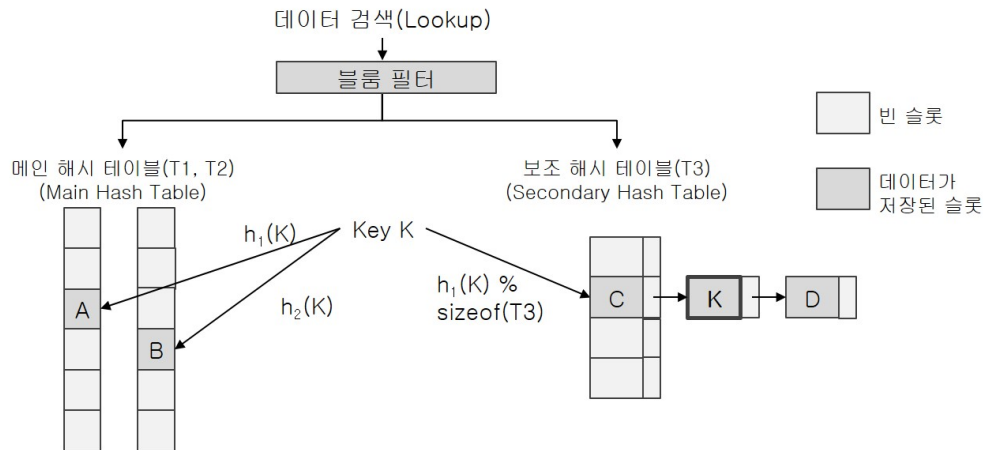 데이터 검색(Lookup)
블룸 필터
메인 해시 테이블(T1, T2)
(Main Hash Table)
보조 해시 테이블(T3)
(Secondary Hash Table)
빈 슬롯
데이터가
저장된 슬롯
h₁(K)
Key K
h₂(K)
h₁(K) %
sizeof(T3)
A
B
C
K
D